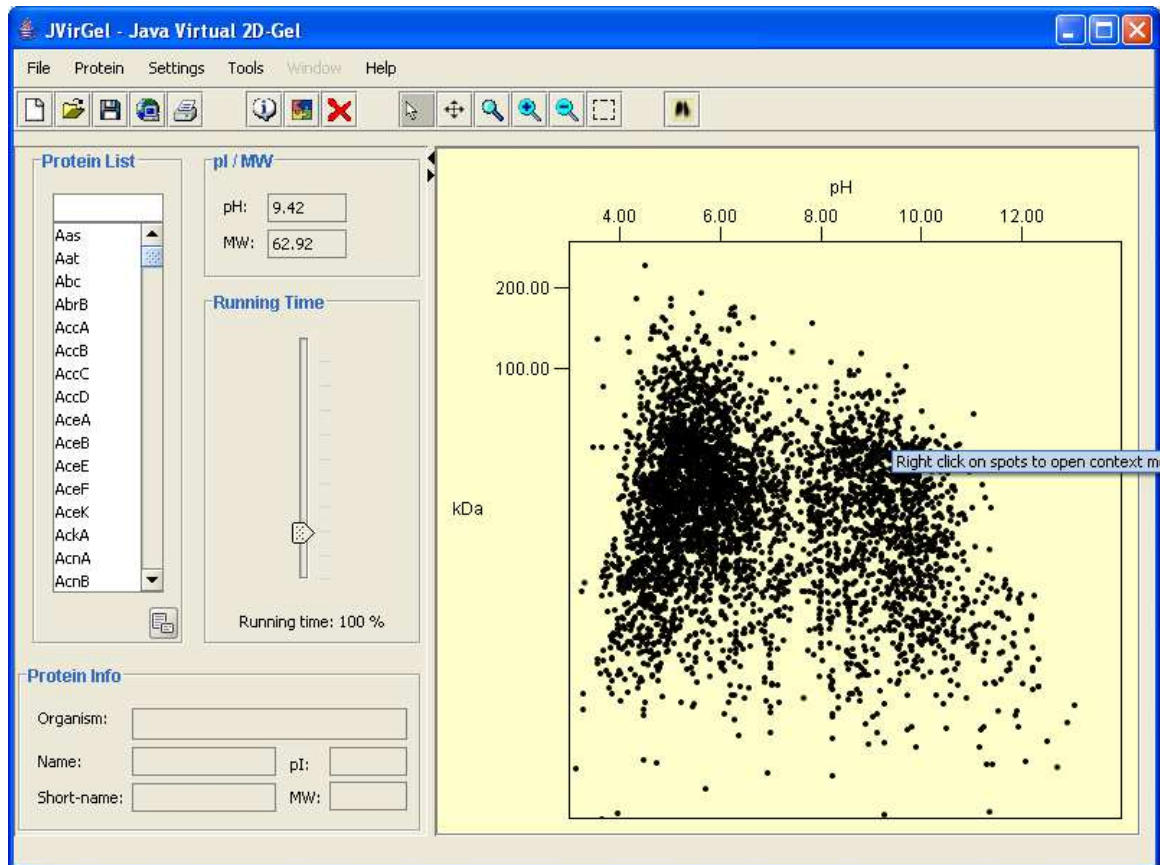 JVirGel - Java Virtual 2D-Gel
File Protein Settings Tools Window Help
Protein List
Aas
Aat
Abc
AbrB
AccA
AccB
AccC
AccD
AceA
AceB
AceE
AceF
AceK
AckA
AcnA
AcnB
pI / MW
pH: 9.42
MW: 62.92
Running Time
Running time: 100 %
Protein Info
Organism:
Name:
pI:
Short-name:
MW:
pH
4.00 6.00 8.00 10.00 12.00
200.00
100.00
kDa
Right click on spots to open context m